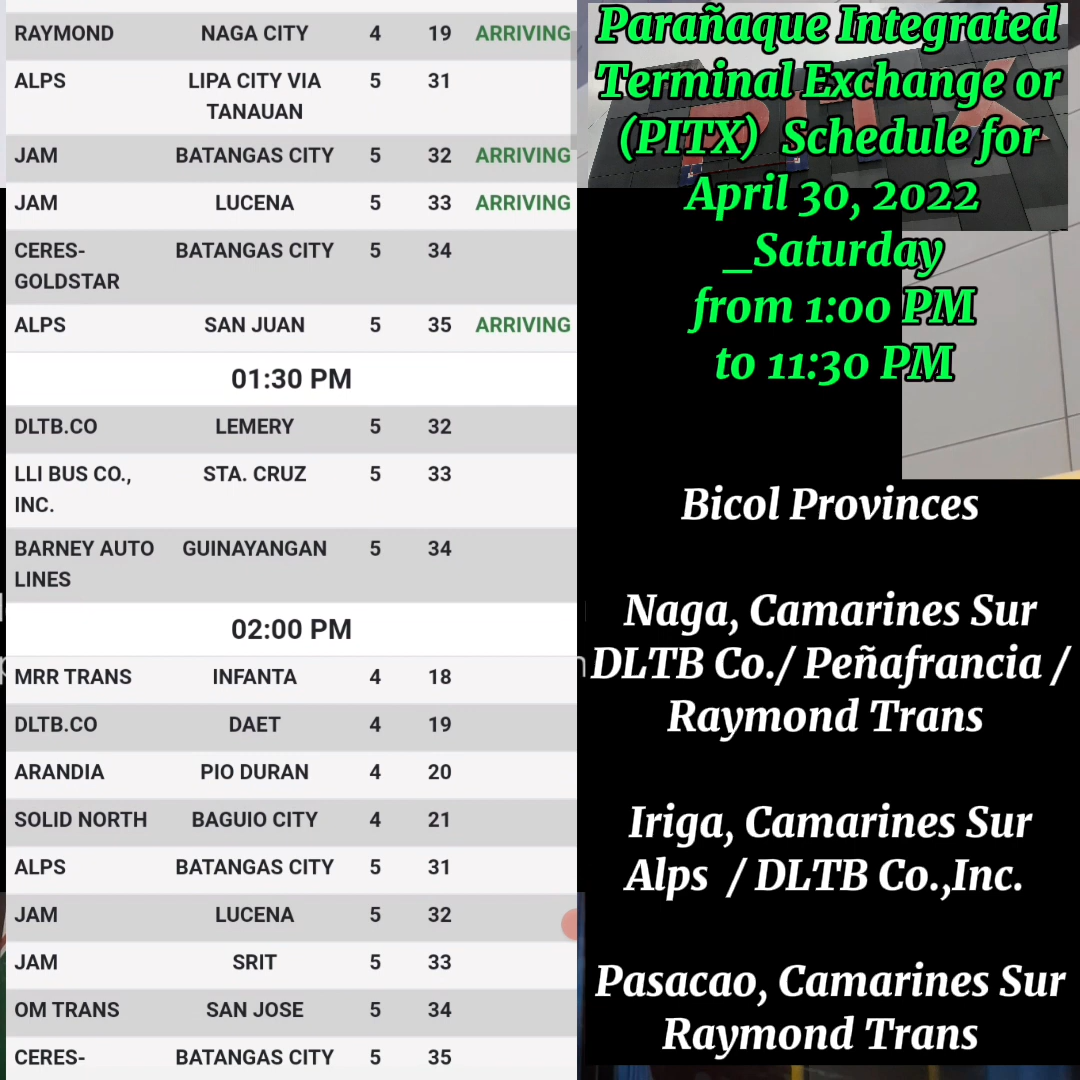 RAYMOND NAGA CITY 4 19 ARRIVING
ALPS LIPA CITY VIA 5 31
TANAUAN
JAM BATANGAS CITY 5 32 ARRIVING
JAM LUCENA 5 33 ARRIVING
CERES- BATANGAS CITY 5 34
GOLDSTAR
ALPS SAN JUAN 5 35 ARRIVING
01:30 PM
DLTB.CO LEMERY 5 32
LLI BUS CO., STA. CRUZ 5 33
INC.
BARNEY AUTO GUINAYANGAN 5 34
LINES
02:00 PM
MRR TRANS INFANTA 4 18
DLTB.CO DAET 4 19
ARANDIA PIO DURAN 4 20
SOLID NORTH BAGUIO CITY 4 21
ALPS BATANGAS CITY 5 31
JAM LUCENA 5 32
JAM SRIT 5 33
OM TRANS SAN JOSE 5 34
CERES- BATANGAS CITY 5 35
Parañaque Integrated
Terminal Exchange or
(PITX) Schedule for
April 30, 2022
_Saturday
from 1:00 PM
to 11:30 PM
PITX
Bicol Provinces
Naga, Camarines Sur
DLTB Co./ Peñafrancia /
Raymond Trans
Iriga, Camarines Sur
Alps / DLTB Co.,Inc.
Pasacao, Camarines Sur
Raymond Trans